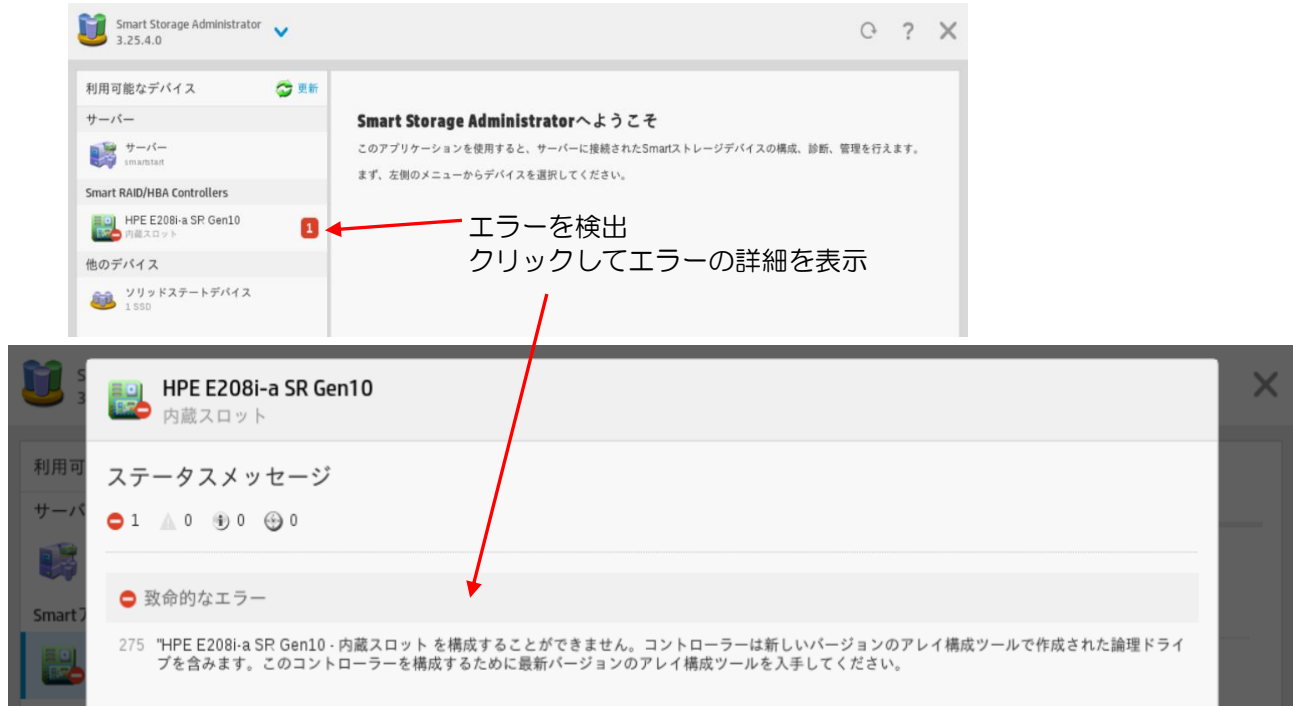 Smart Storage Administrator
3.25.4.0
?
利用可能なデバイス
更新
サーバー
サーバー
smartstart
Smart RAID/HBA Controllers
HPE E208i-a SR Gen10
内蔵スロット
1
他のデバイス
ソリッドステートデバイス
1 SSD
Smart Storage Administratorへようこそ
このアプリケーションを使用すると、サーバーに接続されたSmartストレージデバイスの構成、診断、管理を行えます。
まず、左側のメニューからデバイスを選択してください。
エラーを検出
クリックしてエラーの詳細を表示
S
3
利用可
サーバ
Smartス
HPE E208i-a SR Gen10
内蔵スロット
ステータスメッセージ
1 0 0 0
致命的なエラー
275 "HPE E208i-a SR Gen10 - 内蔵スロット を構成することができません。コントローラーは新しいバージョンのアレイ構成ツールで作成された論理ドライ
ブを含みます。このコントローラーを構成するために最新バージョンのアレイ構成ツールを入手してください。